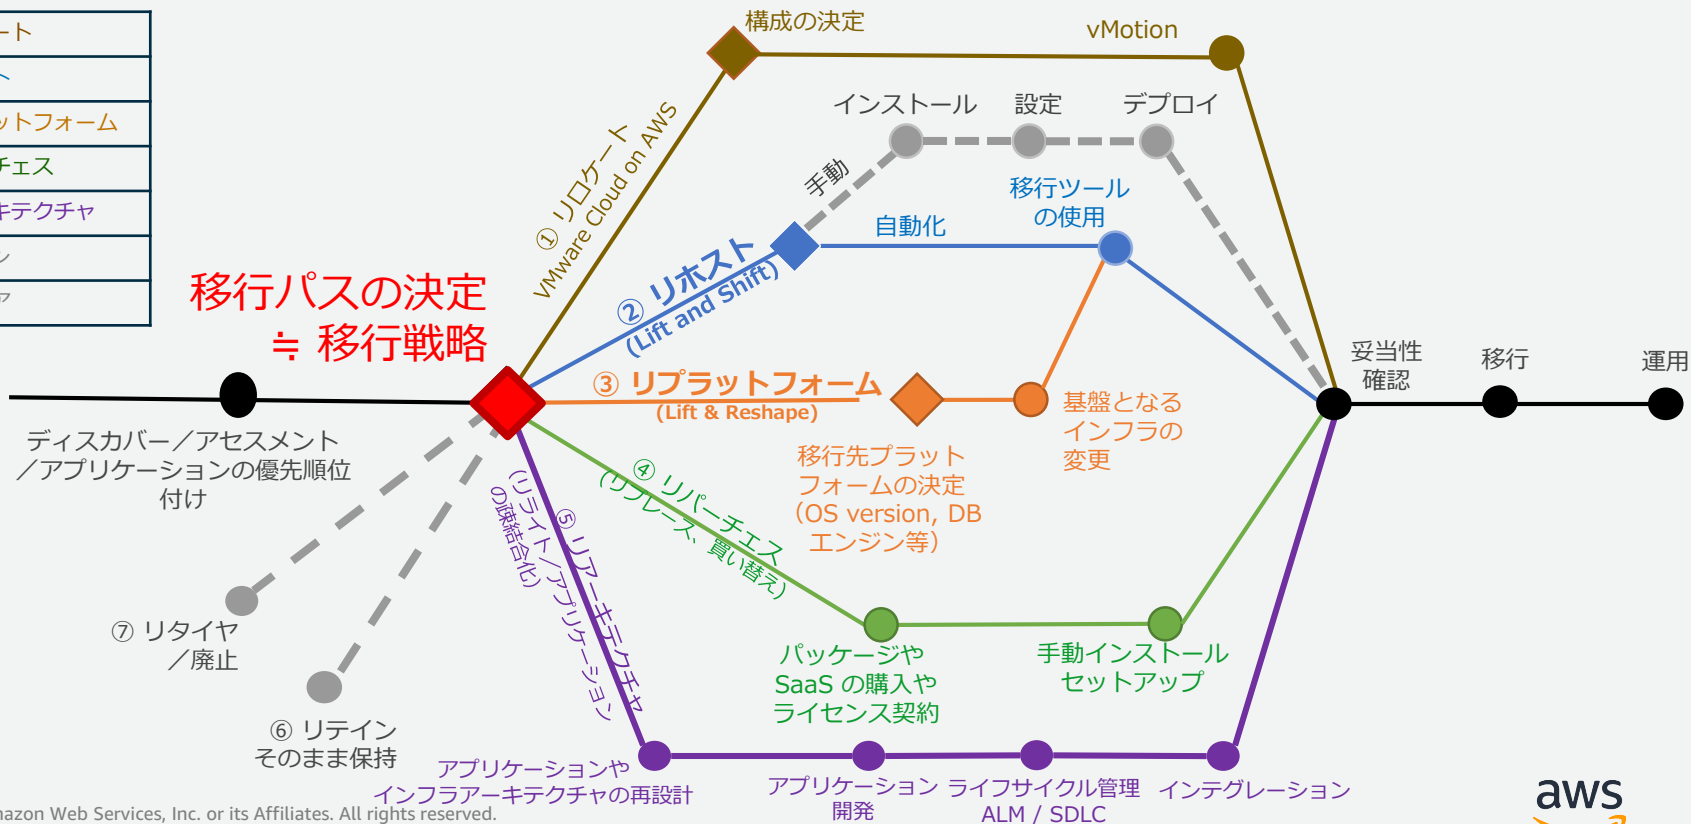 ート
ト
ットフォーム
チェス
キテクチャ
ン
ア
構成の決定
vMotion
① リロケート
VMware Cloud on AWS
インストール
設定
デプロイ
手動
移行ツール
の使用
自動化
② リホスト
(Lift and Shift)
移行パスの決定
≒ 移行戦略
③ リプラットフォーム
(Lift & Reshape)
妥当性
確認
移行
運用
基盤となる
インフラの
変更
ディスカバー／アセスメント
／アプリケーションの優先順位
付け
移行先プラット
フォームの決定
（OS version, DB
エンジン等）
④ リパーチェス
(リプレース、買い替え)
⑤ リアーキテクチャ
(リライト／アプリケーション
の疎結合化)
⑦ リタイヤ
／廃止
⑥ リテイン
そのまま保持
パッケージや
SaaS の購入や
ライセンス契約
手動インストール
セットアップ
アプリケーションや
インフラアーキテクチャの再設計
アプリケーション
開発
ライフサイクル管理
ALM / SDLC
インテグレーション
mazon Web Services, Inc. or its Affiliates. All rights reserved.
aws